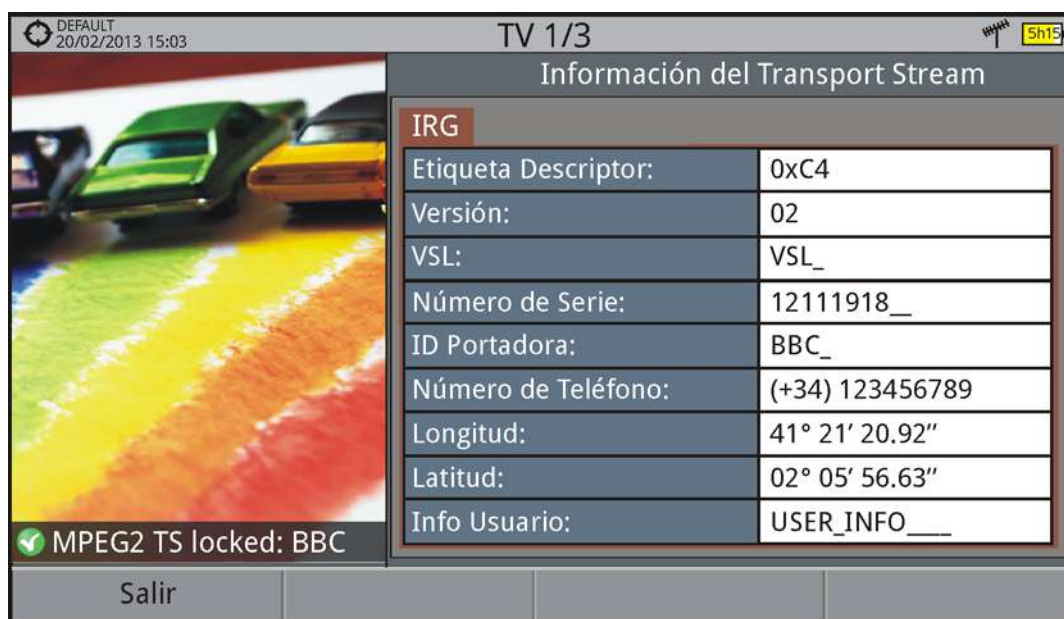 DEFAULT
20/02/2013 15:03
TV 1/3
5h15
Información del Transport Stream
IRG
Etiqueta Descriptor: 0xC4
Versión: 02
VSL: VSL_
Número de Serie: 12111918__
ID Portadora: BBC_
Número de Teléfono: (+34) 123456789
Longitud: 41° 21′ 20.92″
Latitud: 02° 05′ 56.63″
Info Usuario: USER_INFO____
MPEG2 TS locked: BBC
Salir